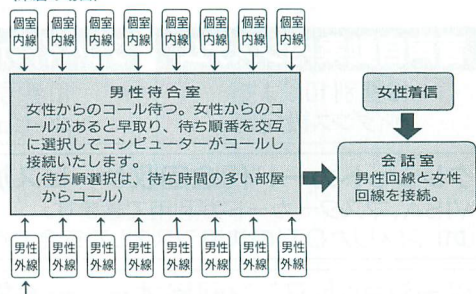 個室内線 個室内線 個室内線 個室内線 個室内線 個室内線 個室内線 個室内線
男性待合室
女性からのコール待つ。女性からのコ
ールがあると早取り、待ち順番を交互
に選択してコンピューターがコールし
接続いたします。
(待ち順選択は、待ち時間の多い部屋
からコール)
女性着信
会話室
男性回線と女性
回線を接続。
男性外線 男性外線 男性外線 男性外線 男性外線 男性外線 男性外線 男性外線